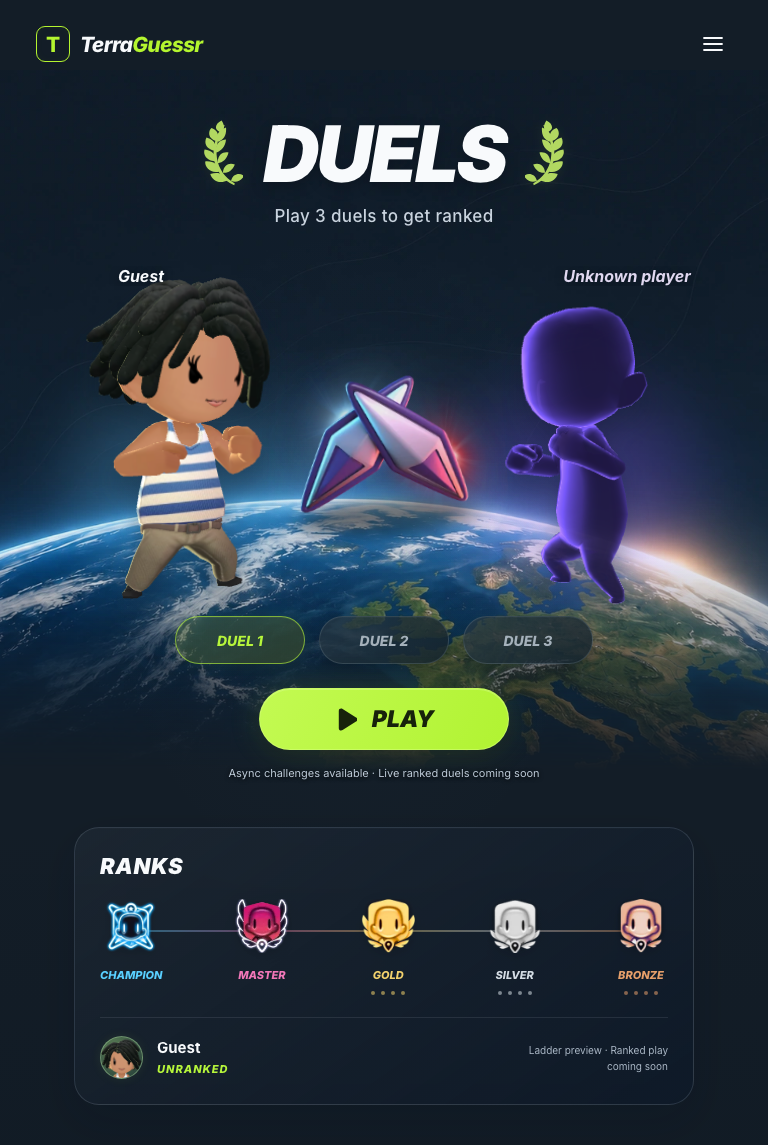 T TerraGuessr
DUELS
Play 3 duels to get ranked
Guest
Unknown player
DUEL 1
DUEL 2
DUEL 3
PLAY
Async challenges available · Live ranked duels coming soon
RANKS
CHAMPION
MASTER
GOLD
SILVER
BRONZE
Guest
UNRANKED
Ladder preview · Ranked play
coming soon